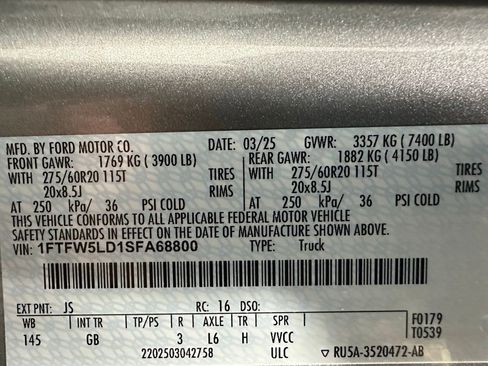 MFD. BY FORD MOTOR CO. DATE: 03/25 GVWR: 3357 KG ( 7400 LB)
FRONT GAWR: 1769 KG ( 3900 LB) REAR GAWR: 1882 KG ( 4150 LB)
WITH 275/60R20 115T TIRES WITH 275/60R20 115T TIRES
20x8.5J RIMS 20x8.5J RIMS
AT 250 kPa/ 36 PSI COLD AT 250 kPa/ 36 PSI COLD
THIS VEHICLE CONFORMS TO ALL APPLICABLE FEDERAL MOTOR VEHICLE
SAFETY STANDARDS IN EFFECT ON THE DATE OF MANUFACTURE SHOWN ABOVE.
VIN: 1FTFW5LD1SFA68800 TYPE: Truck
EXT PNT: JS RC: 16 DSO:
WB INT TR TP/PS R AXLE TR SPR F0179
145 GB 3 L6 H VVCC T0539
2202503042758 ULC ▽ RU5A-3520472-AB